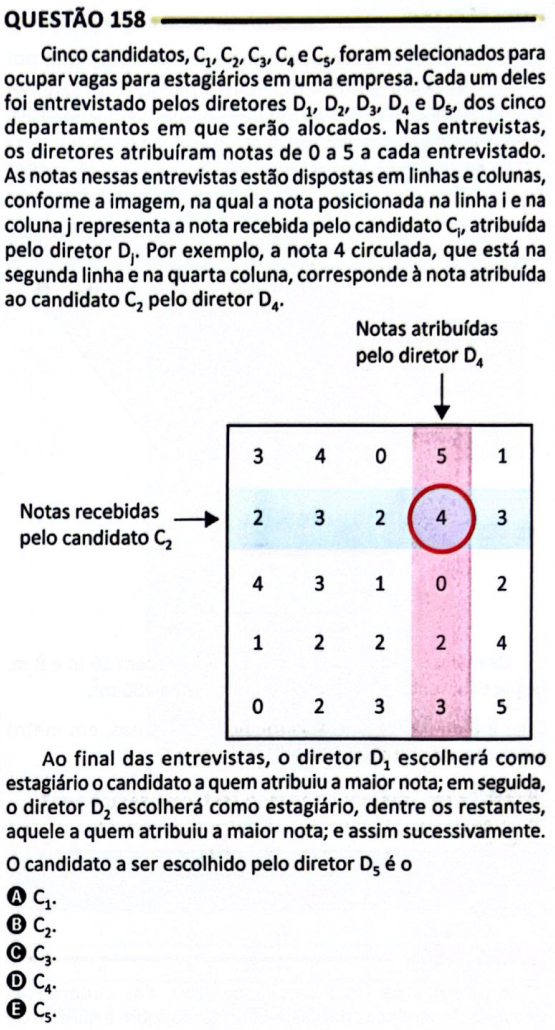 QUESTÃO 158
Cinco candidatos, C₁, C₂, C₃, C₄ e C₅, foram selecionados para
ocupar vagas para estagiários em uma empresa. Cada um deles
foi entrevistado pelos diretores D₁, D₂, D₃, D₄ e D₅, dos cinco
departamentos em que serão alocados. Nas entrevistas,
os diretores atribuíram notas de 0 a 5 a cada entrevistado.
As notas nessas entrevistas estão dispostas em linhas e colunas,
conforme a imagem, na qual a nota posicionada na linha i e na
coluna j representa a nota recebida pelo candidato Cᵢ, atribuída
pelo diretor Dⱼ. Por exemplo, a nota 4 circulada, que está na
segunda linha e na quarta coluna, corresponde à nota atribuída
ao candidato C₂ pelo diretor D₄.
Notas atribuídas
pelo diretor D₄
3 4 0 5 1
Notas recebidas
pelo candidato C₂
2 3 2 4 3
4 3 1 0 2
1 2 2 2 4
0 2 3 3 5
Ao final das entrevistas, o diretor D₁ escolherá como
estagiário o candidato a quem atribuiu a maior nota; em seguida,
o diretor D₂ escolherá como estagiário, dentre os restantes,
aquele a quem atribuiu a maior nota; e assim sucessivamente.
O candidato a ser escolhido pelo diretor D₅ é o
A C₁.
B C₂.
C C₃.
D C₄.
E C₅.